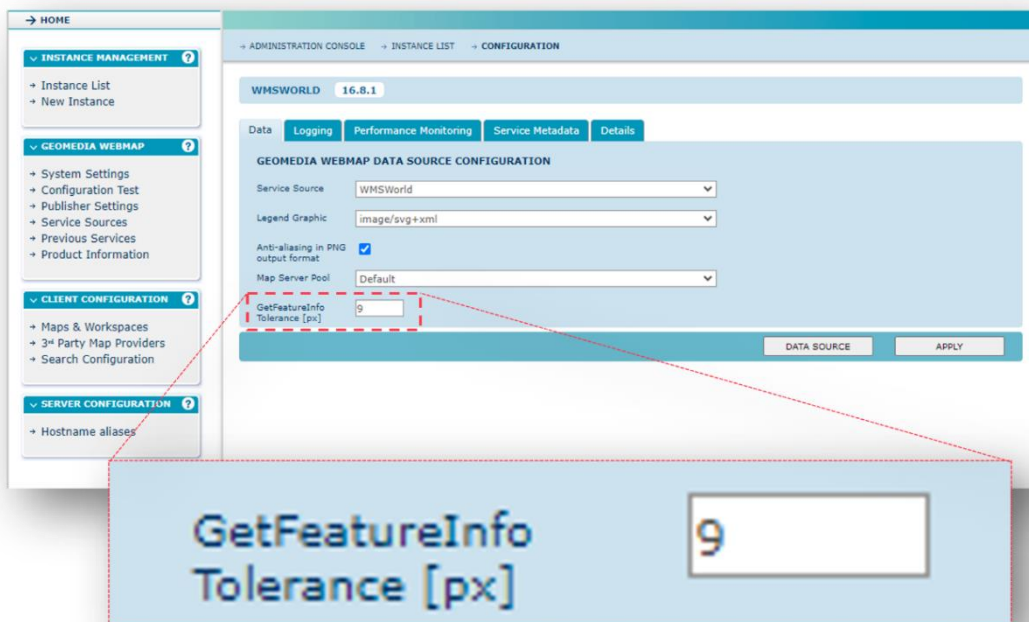 → HOME
INSTANCE MANAGEMENT ?
→ Instance List
→ New Instance
GEOMEDIA WEBMAP ?
→ System Settings
→ Configuration Test
→ Publisher Settings
→ Service Sources
→ Previous Services
→ Product Information
CLIENT CONFIGURATION ?
→ Maps & Workspaces
→ 3rd Party Map Providers
→ Search Configuration
SERVER CONFIGURATION ?
→ Hostname aliases
→ ADMINISTRATION CONSOLE → INSTANCE LIST → CONFIGURATION
WMSWORLD 16.8.1
Data Logging Performance Monitoring Service Metadata Details
GEOMEDIA WEBMAP DATA SOURCE CONFIGURATION
Service Source WMSWorld
Legend Graphic image/svg+xml
Anti-aliasing in PNG
output format
Map Server Pool Default
GetFeatureInfo 9
Tolerance [px]
DATA SOURCE APPLY
GetFeatureInfo 9
Tolerance [px]